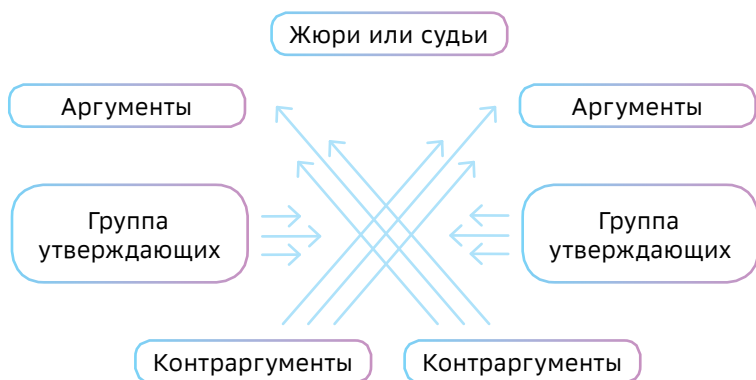 Жюри или судьи
Аргументы
Аргументы
Группа
утверждающих
Группа
утверждающих
Контраргументы
Контраргументы